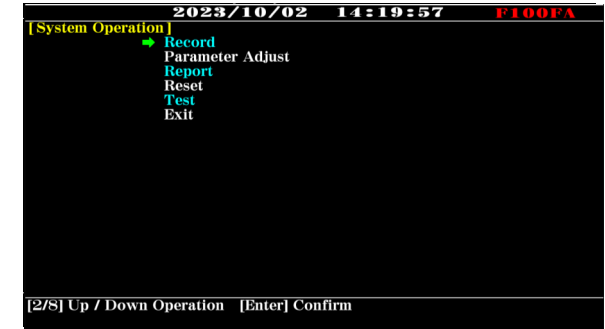 2023/10/02 14:19:57 F100FA
[System Operation]
Record
Parameter Adjust
Report
Reset
Test
Exit
[2/8] Up / Down Operation [Enter] Confirm